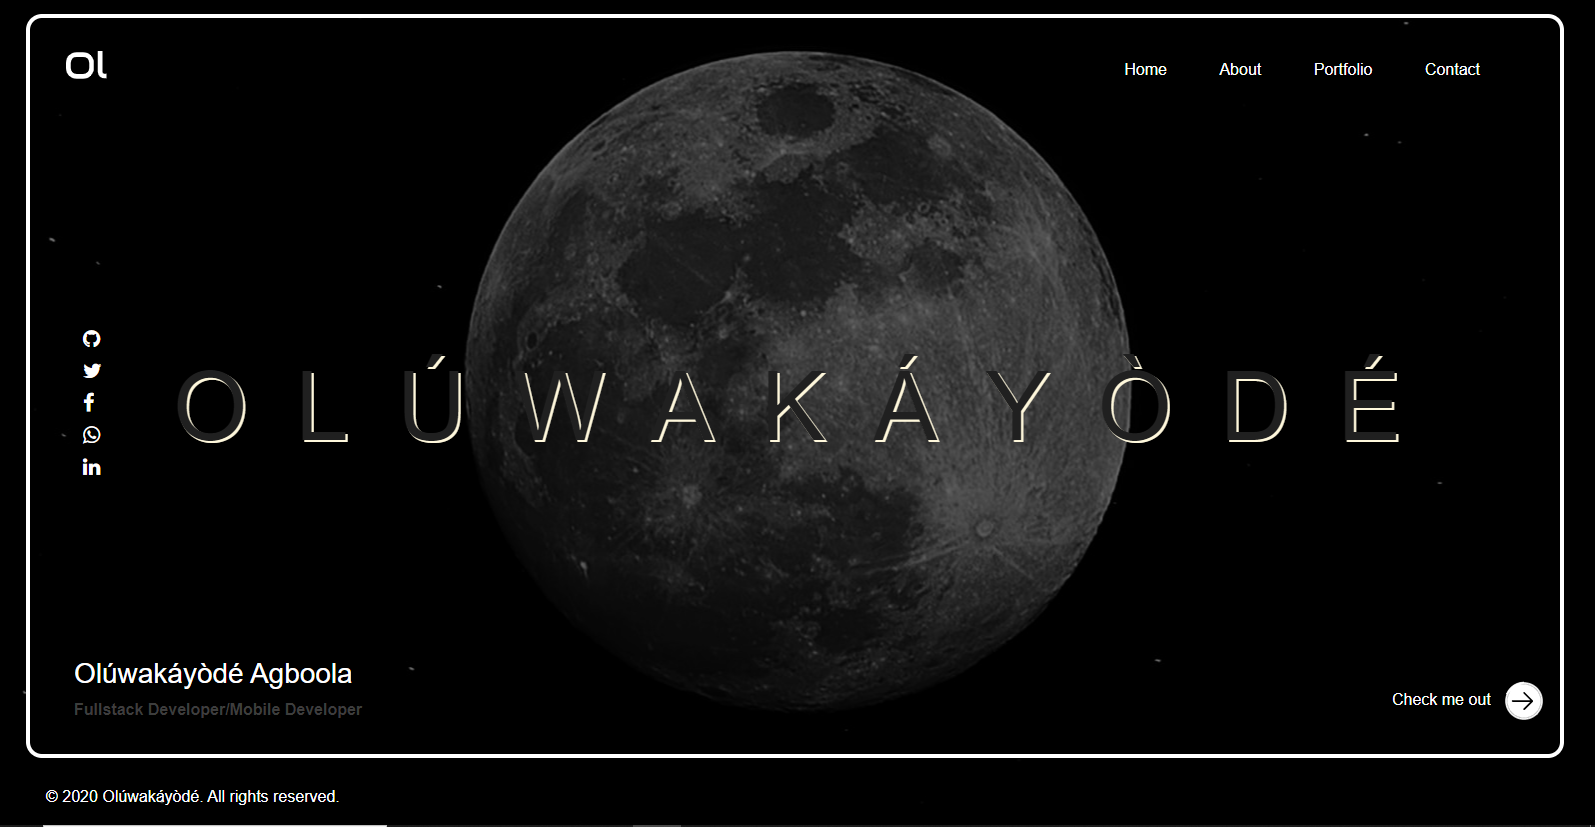 Ol
Home About Portfolio Contact
OLÚWAKÁYÒDÉ
Olúwakáyòdé Agboola
Fullstack Developer/Mobile Developer
Check me out
© 2020 Olúwakáyòdé. All rights reserved.